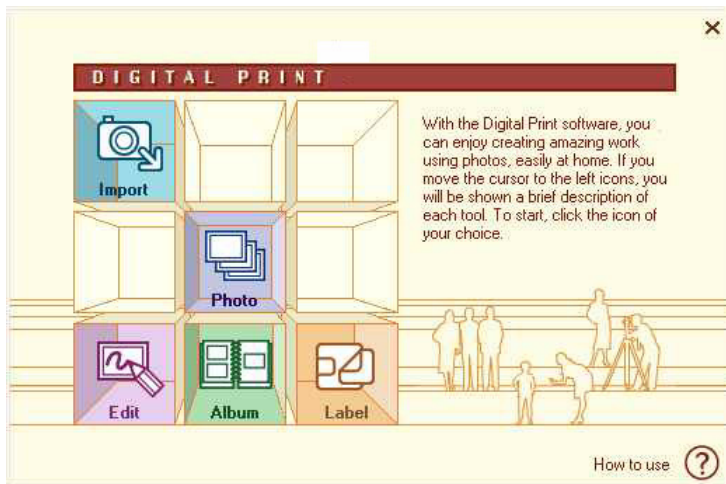 DIGITAL PRINT
Import
With the Digital Print software, you
can enjoy creating amazing work
using photos, easily at home. If you
move the cursor to the left icons, you
will be shown a brief description of
each tool. To start, click the icon of
your choice.
Photo
Edit
Album
Label
How to use ?